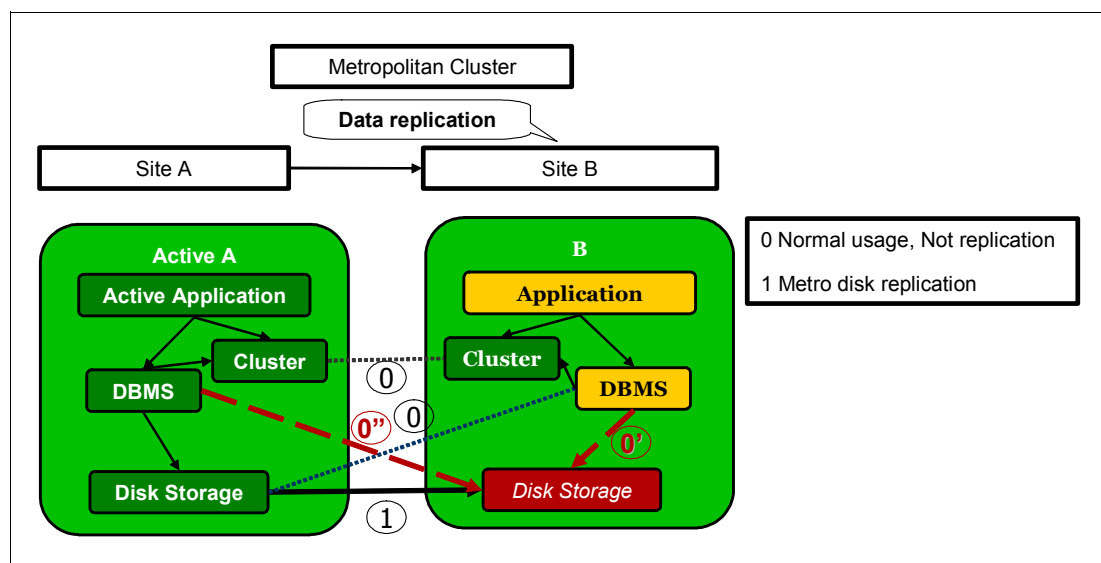 Metropolitan Cluster
Data replication
Site A
Site B
0 Normal usage, Not replication
1 Metro disk replication
Active A
Active Application
Cluster
DBMS
Disk Storage
B
Application
Cluster
DBMS
Disk Storage
0
0
0”
0’
1